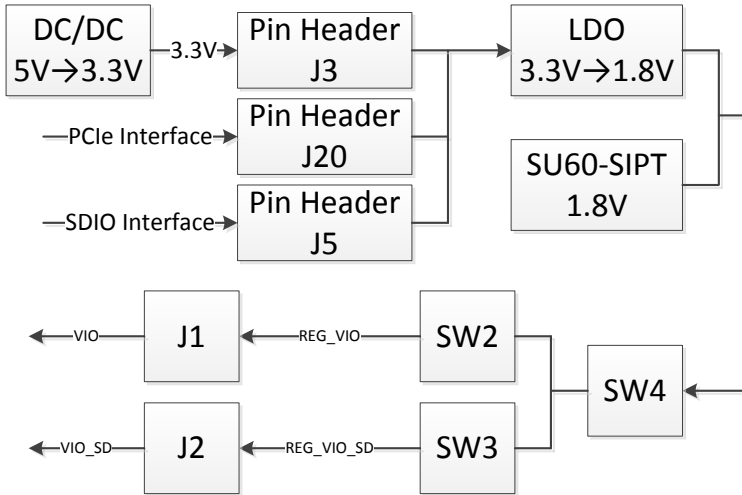 DC/DC
5V→3.3V
3.3V
Pin Header
J3
LDO
3.3V→1.8V
PCIe Interface
Pin Header
J20
SU60-SIPT
1.8V
SDIO Interface
Pin Header
J5
VIO
J1
REG_VIO
SW2
SW4
VIO_SD
J2
REG_VIO_SD
SW3